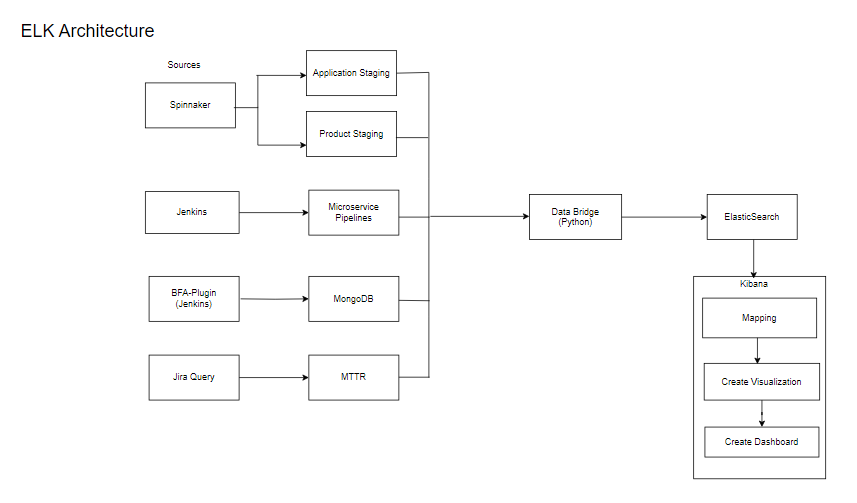 ELK Architecture
Sources
Spinnaker
Application Staging
Product Staging
Jenkins
Microservice
Pipelines
Data Bridge
(Python)
ElasticSearch
BFA-Plugin
(Jenkins)
MongoDB
Kibana
Mapping
Jira Query
MTTR
Create Visualization
Create Dashboard